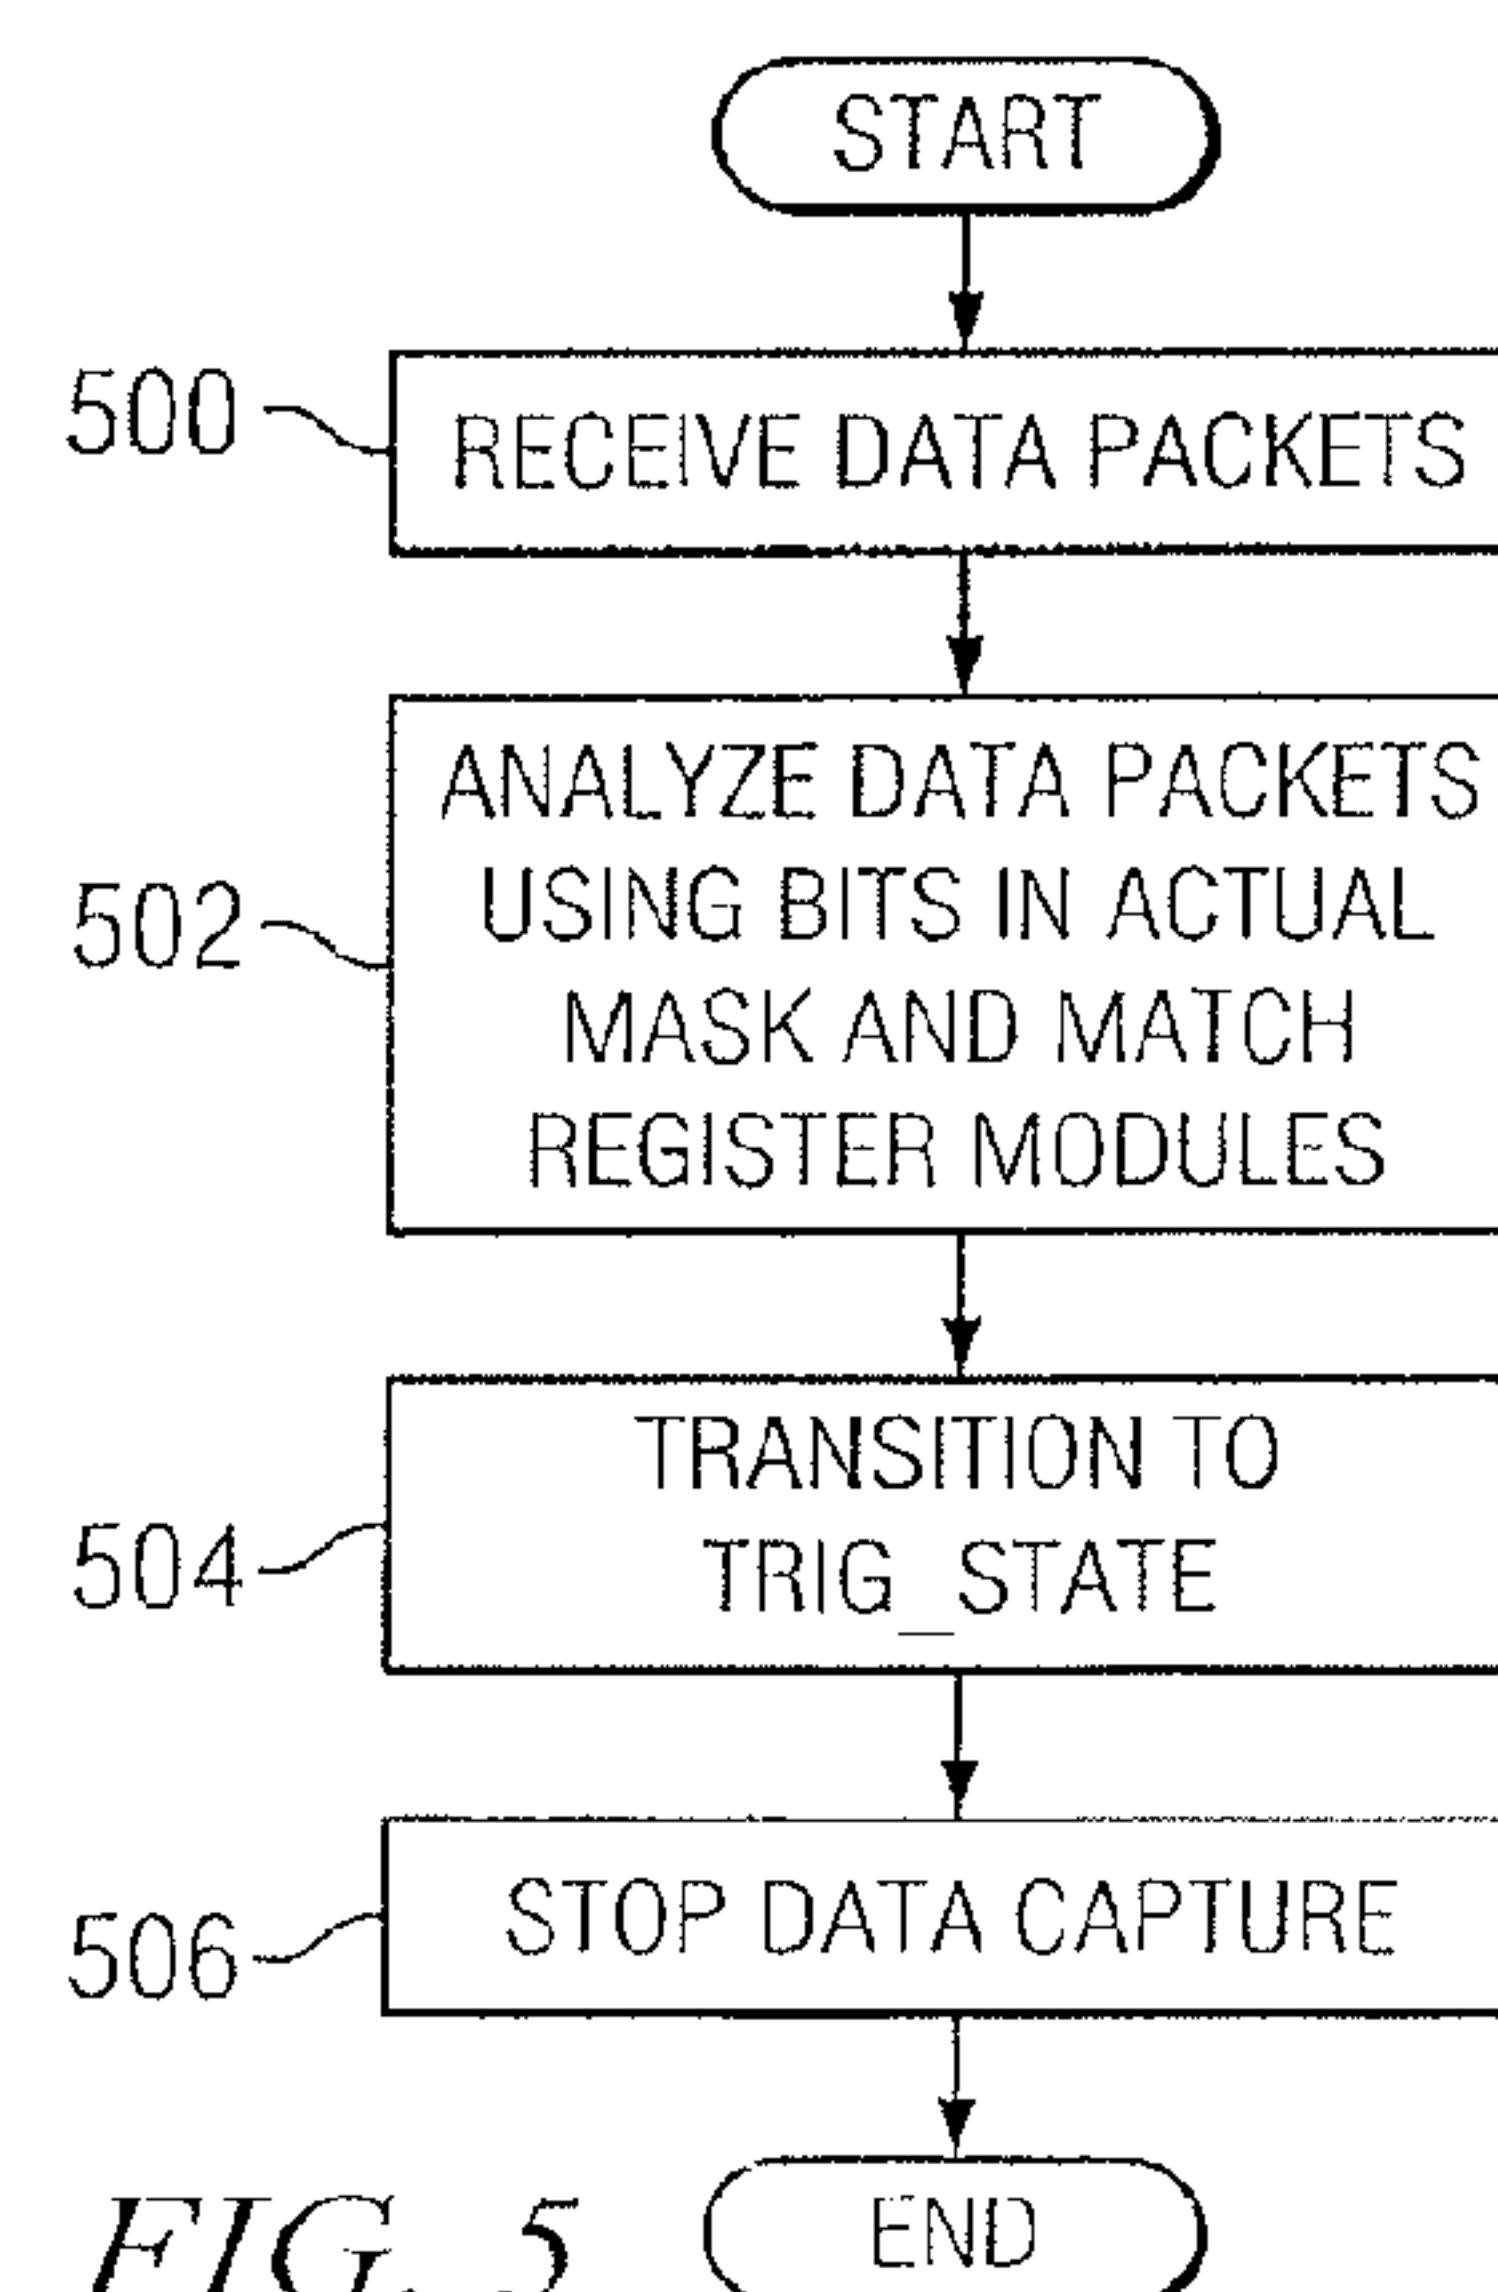 START
500
RECEIVE DATA PACKETS
502
ANALYZE DATA PACKETS
USING BITS IN ACTUAL
MASK AND MATCH
REGISTER MODULES
504
TRANSITION TO
TRIG_STATE
506
STOP DATA CAPTURE
FIG. 5
END